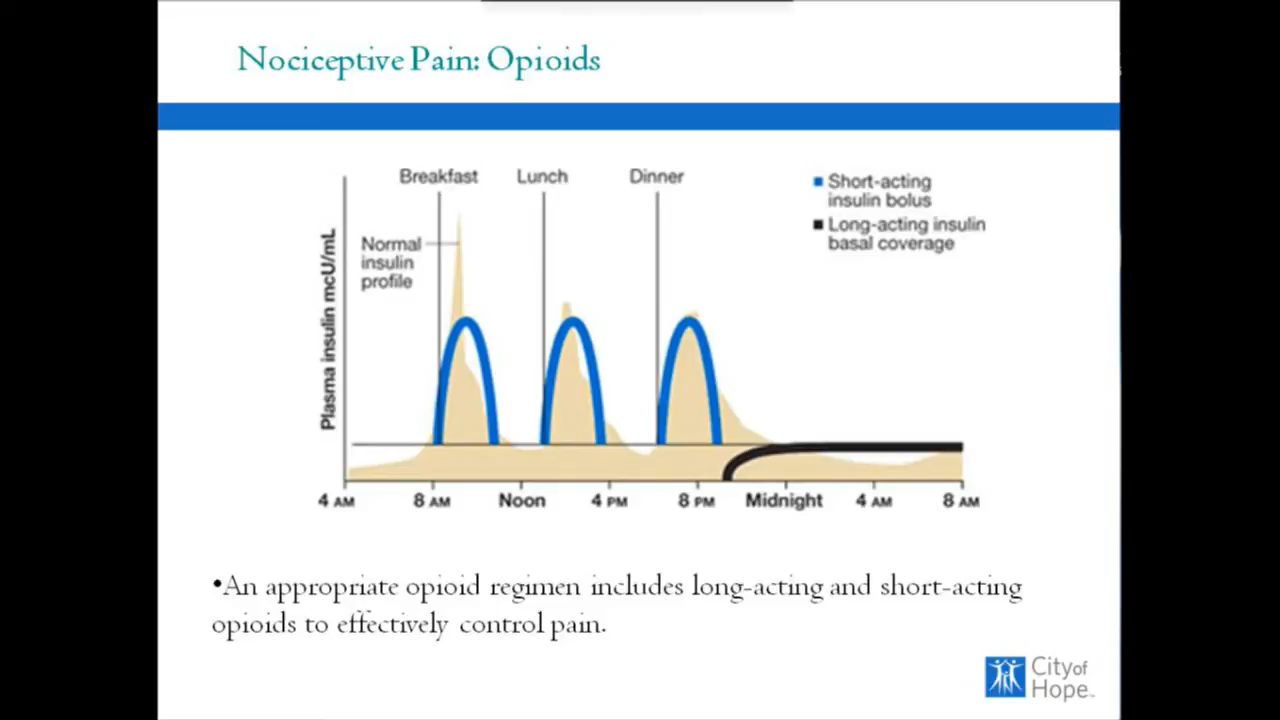 Nociceptive Pain: Opioids
Breakfast Lunch Dinner
Short-acting
insulin bolus
Long-acting insulin
basal coverage
Normal
insulin
profile
Plasma insulin mcU/mL
4 AM 8 AM Noon 4 PM 8 PM Midnight 4 AM 8 AM
•An appropriate opioid regimen includes long-acting and short-acting
opioids to effectively control pain.
City of
Hope™